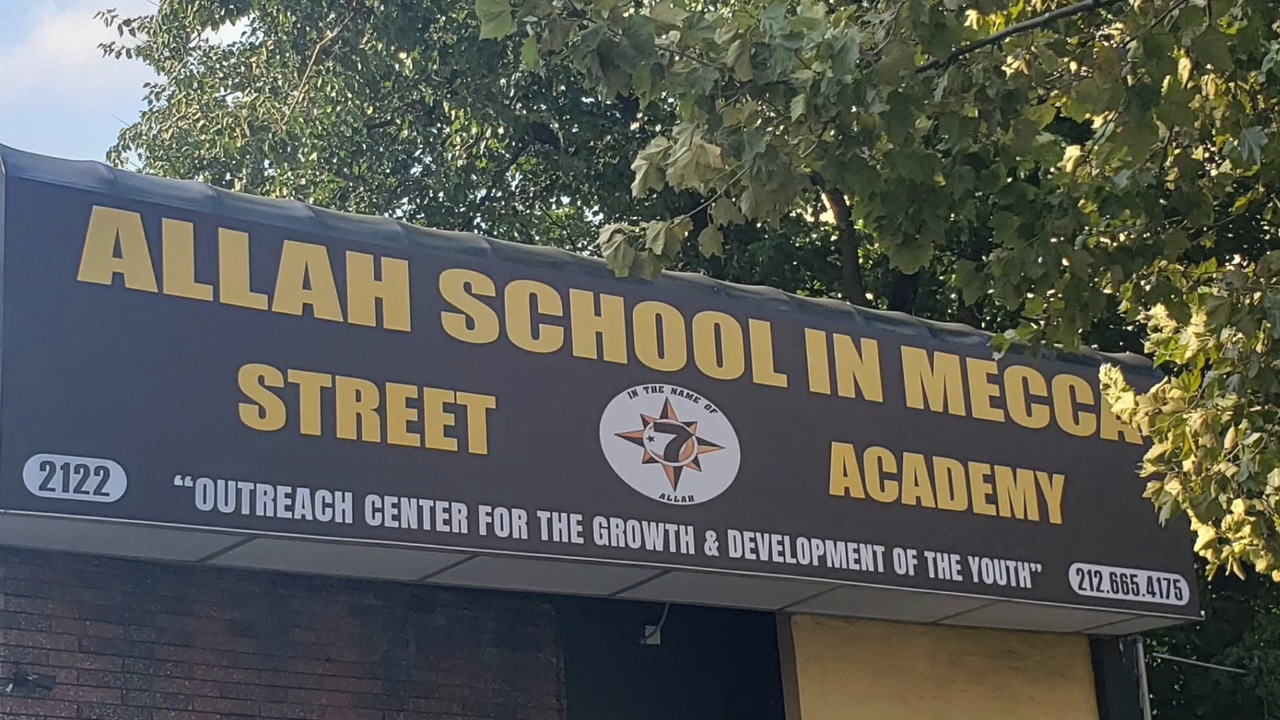 ALLAH SCHOOL IN MECCA
STREET
ACADEMY
IN THE NAME OF
7
ALLAH
2122
"OUTREACH CENTER FOR THE GROWTH & DEVELOPMENT OF THE YOUTH"
212.665.4175